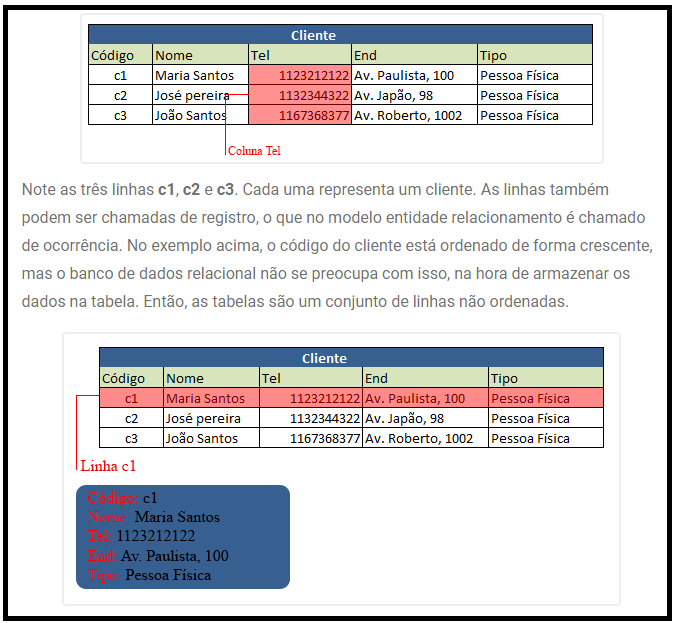 Cliente
Código Nome Tel End Tipo
c1 Maria Santos 1123212122 Av. Paulista, 100 Pessoa Física
c2 José pereira 1132344322 Av. Japão, 98 Pessoa Física
c3 João Santos 1167368377 Av. Roberto, 1002 Pessoa Física
Coluna Tel
Note as três linhas c1, c2 e c3. Cada uma representa um cliente. As linhas também
podem ser chamadas de registro, o que no modelo entidade relacionamento é chamado
de ocorrência. No exemplo acima, o código do cliente está ordenado de forma crescente,
mas o banco de dados relacional não se preocupa com isso, na hora de armazenar os
dados na tabela. Então, as tabelas são um conjunto de linhas não ordenadas.
Cliente
Código Nome Tel End Tipo
c1 Maria Santos 1123212122 Av. Paulista, 100 Pessoa Física
c2 José pereira 1132344322 Av. Japão, 98 Pessoa Física
c3 João Santos 1167368377 Av. Roberto, 1002 Pessoa Física
Linha c1
Código: c1
Nome: Maria Santos
Tel: 1123212122
End: Av. Paulista, 100
Tipo: Pessoa Física